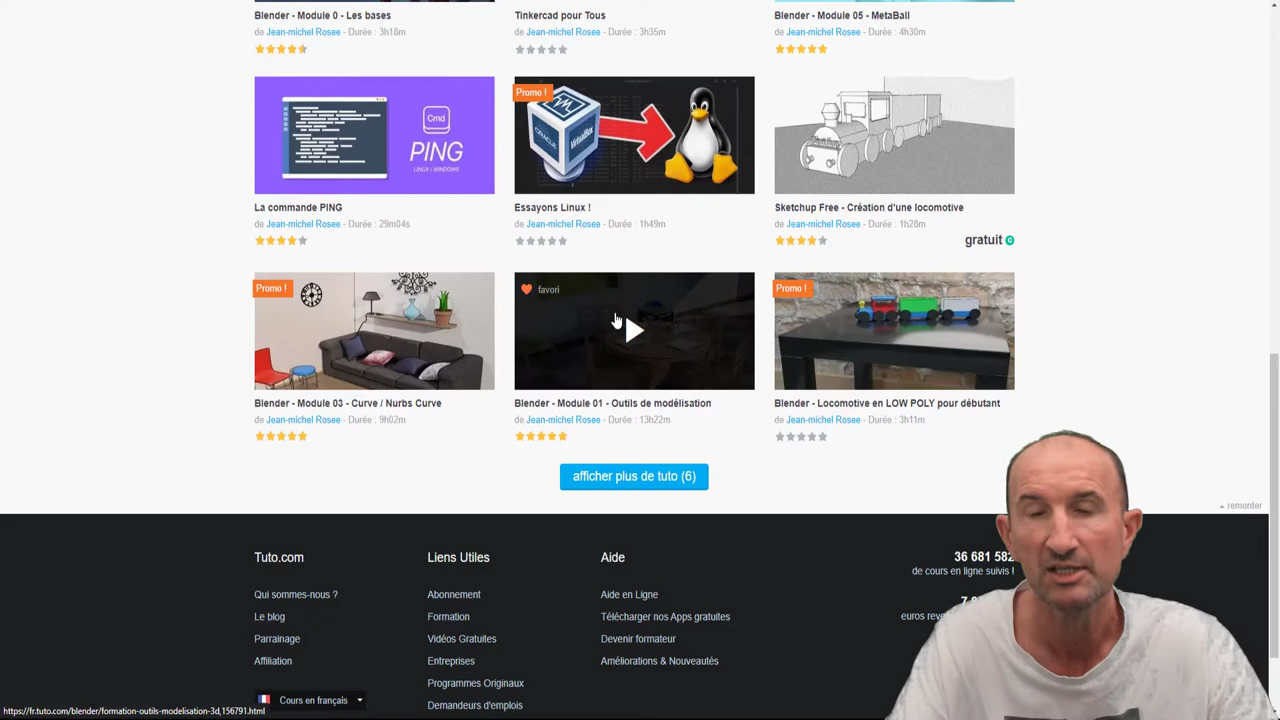 Blender - Module 0 - Les bases
de Jean-michel Rosee - Durée : 3h18m
Tinkercad pour Tous
de Jean-michel Rosee - Durée : 3h35m
Blender - Module 05 - MetaBall
de Jean-michel Rosee - Durée : 4h30m
Cmd
PING
LINUX / WINDOWS
La commande PING
de Jean-michel Rosee - Durée : 29m04s
Promo !
ORACLE
VirtualBox
Essayons Linux !
de Jean-michel Rosee - Durée : 1h49m
Sketchup Free - Création d'une locomotive
de Jean-michel Rosee - Durée : 1h28m
gratuit
Promo !
Blender - Module 03 - Curve / Nurbs Curve
de Jean-michel Rosee - Durée : 9h02m
favori
Blender - Module 01 - Outils de modélisation
de Jean-michel Rosee - Durée : 13h22m
Promo !
Blender - Locomotive en LOW POLY pour débutant
de Jean-michel Rosee - Durée : 3h11m
afficher plus de tuto (6)
remonter
Tuto.com
Qui sommes-nous ?
Le blog
Parrainage
Affiliation
Cours en français
Liens Utiles
Abonnement
Formation
Vidéos Gratuites
Entreprises
Programmes Originaux
Demandeurs d'emplois
Aide
Aide en Ligne
Télécharger nos Apps gratuites
Devenir formateur
Améliorations & Nouveautés
36 681 582
de cours en ligne suivis !
euros
https://fr.tuto.com/blender/formation-outils-modelisation-3d,156791.html